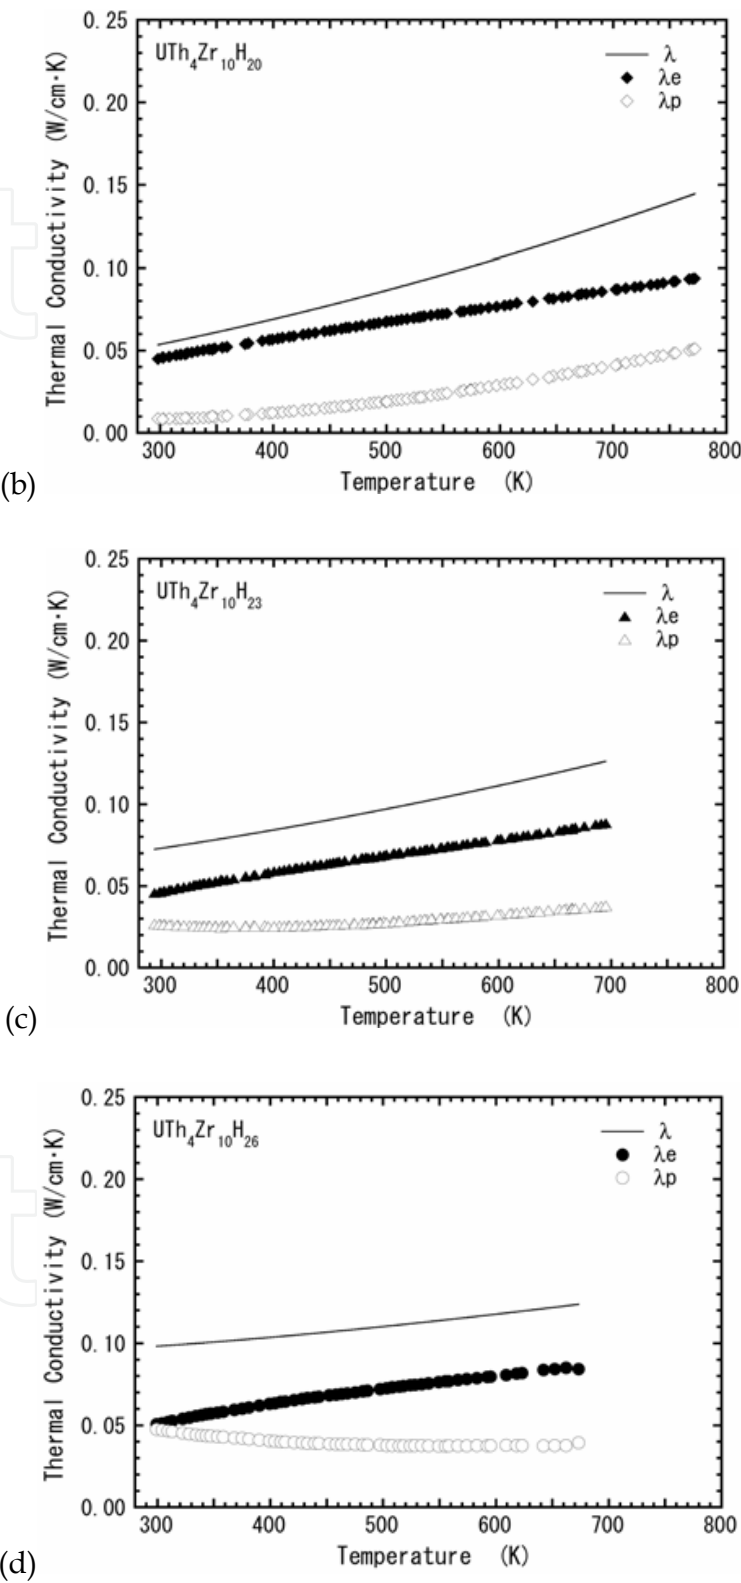 0.25
UTh4Zr10H20
λ
λe
λp
0.20
0.15
0.10
0.05
0.00
Thermal Conductivity (W/cm·K)
300 400 500 600 700 800
Temperature (K)
(b)
0.25
UTh4Zr10H23
λ
λe
λp
0.20
0.15
0.10
0.05
0.00
Thermal Conductivity (W/cm·K)
300 400 500 600 700 800
Temperature (K)
(c)
0.25
UTh4Zr10H26
λ
λe
λp
0.20
0.15
0.10
0.05
0.00
Thermal Conductivity (W/cm·K)
300 400 500 600 700 800
Temperature (K)
(d)